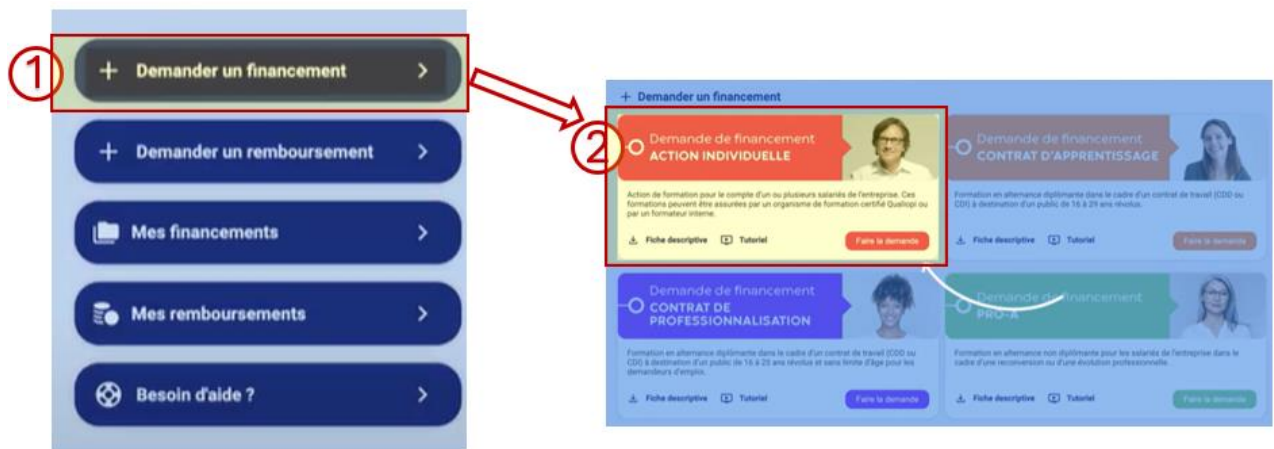 1
+ Demander un financement
+ Demander un remboursement
Mes financements
Mes remboursements
Besoin d'aide ?
+ Demander un financement
2
Demande de financement
ACTION INDIVIDUELLE
Action de formation pour le compte d'un ou plusieurs salariés de l'entreprise. Ces
formations peuvent être assurées par un organisme de formation certifié Qualiopi ou
par un formateur interne.
Fiche descriptive Tutoriel Faire la demande
Demande de financement
CONTRAT D'APPRENTISSAGE
Formation en alternance diplômante dans le cadre d'un contrat de travail (CDD ou
CDI) à destination d'un public de 16 à 29 ans révolus.
Fiche descriptive Tutoriel Faire la demande
Demande de financement
CONTRAT DE
PROFESSIONNALISATION
Formation en alternance diplômante dans le cadre d'un contrat de travail (CDD ou
CDI) à destination d'un public de 16 à 25 ans révolus et sans limite d'âge pour les
demandeurs d'emploi.
Fiche descriptive Tutoriel Faire la demande
Demande de financement
PRO-A
Formation en alternance non diplômante pour les salariés de l'entreprise dans le
cadre d'une reconversion ou d'une évolution professionnelle.
Fiche descriptive Tutoriel Faire la demande